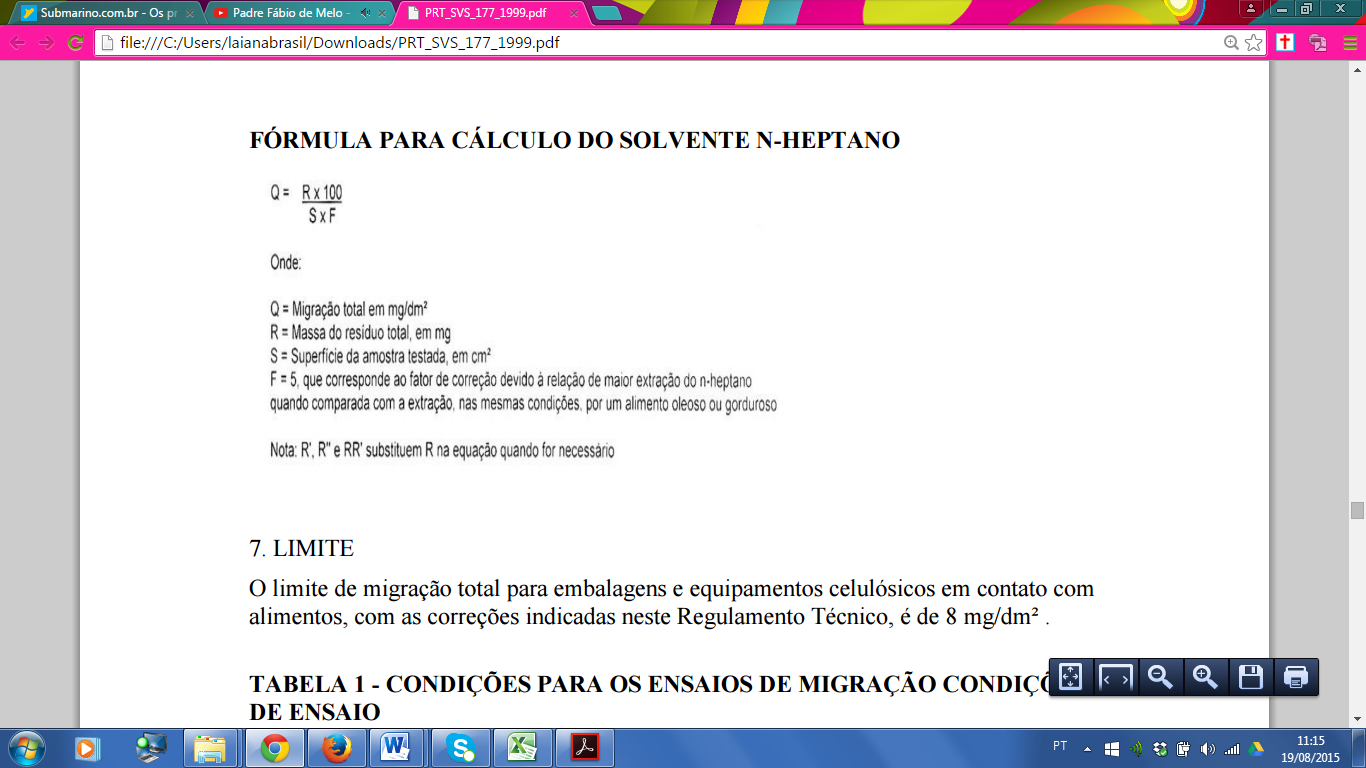 Submarino.com.br - Os pr
Padre Fábio de Melo -
PRT_SVS_177_1999.pdf
file:///C:/Users/laianabrasil/Downloads/PRT_SVS_177_1999.pdf
FÓRMULA PARA CÁLCULO DO SOLVENTE N-HEPTANO
Q = R x 100
S x F
Onde:
Q = Migração total em mg/dm²
R = Massa do resíduo total, em mg
S = Superfície da amostra testada, em cm²
F = 5, que corresponde ao fator de correção devido à relação de maior extração do n-heptano
quando comparada com a extração, nas mesmas condições, por um alimento oleoso ou gorduroso
Nota: R', R" e RR' substituem R na equação quando for necessário
7. LIMITE
O limite de migração total para embalagens e equipamentos celulósicos em contato com
alimentos, com as correções indicadas neste Regulamento Técnico, é de 8 mg/dm² .
TABELA 1 - CONDIÇÕES PARA OS ENSAIOS DE MIGRAÇÃO CONDIÇÕ
DE ENSAIO
PT
11:15
19/08/2015